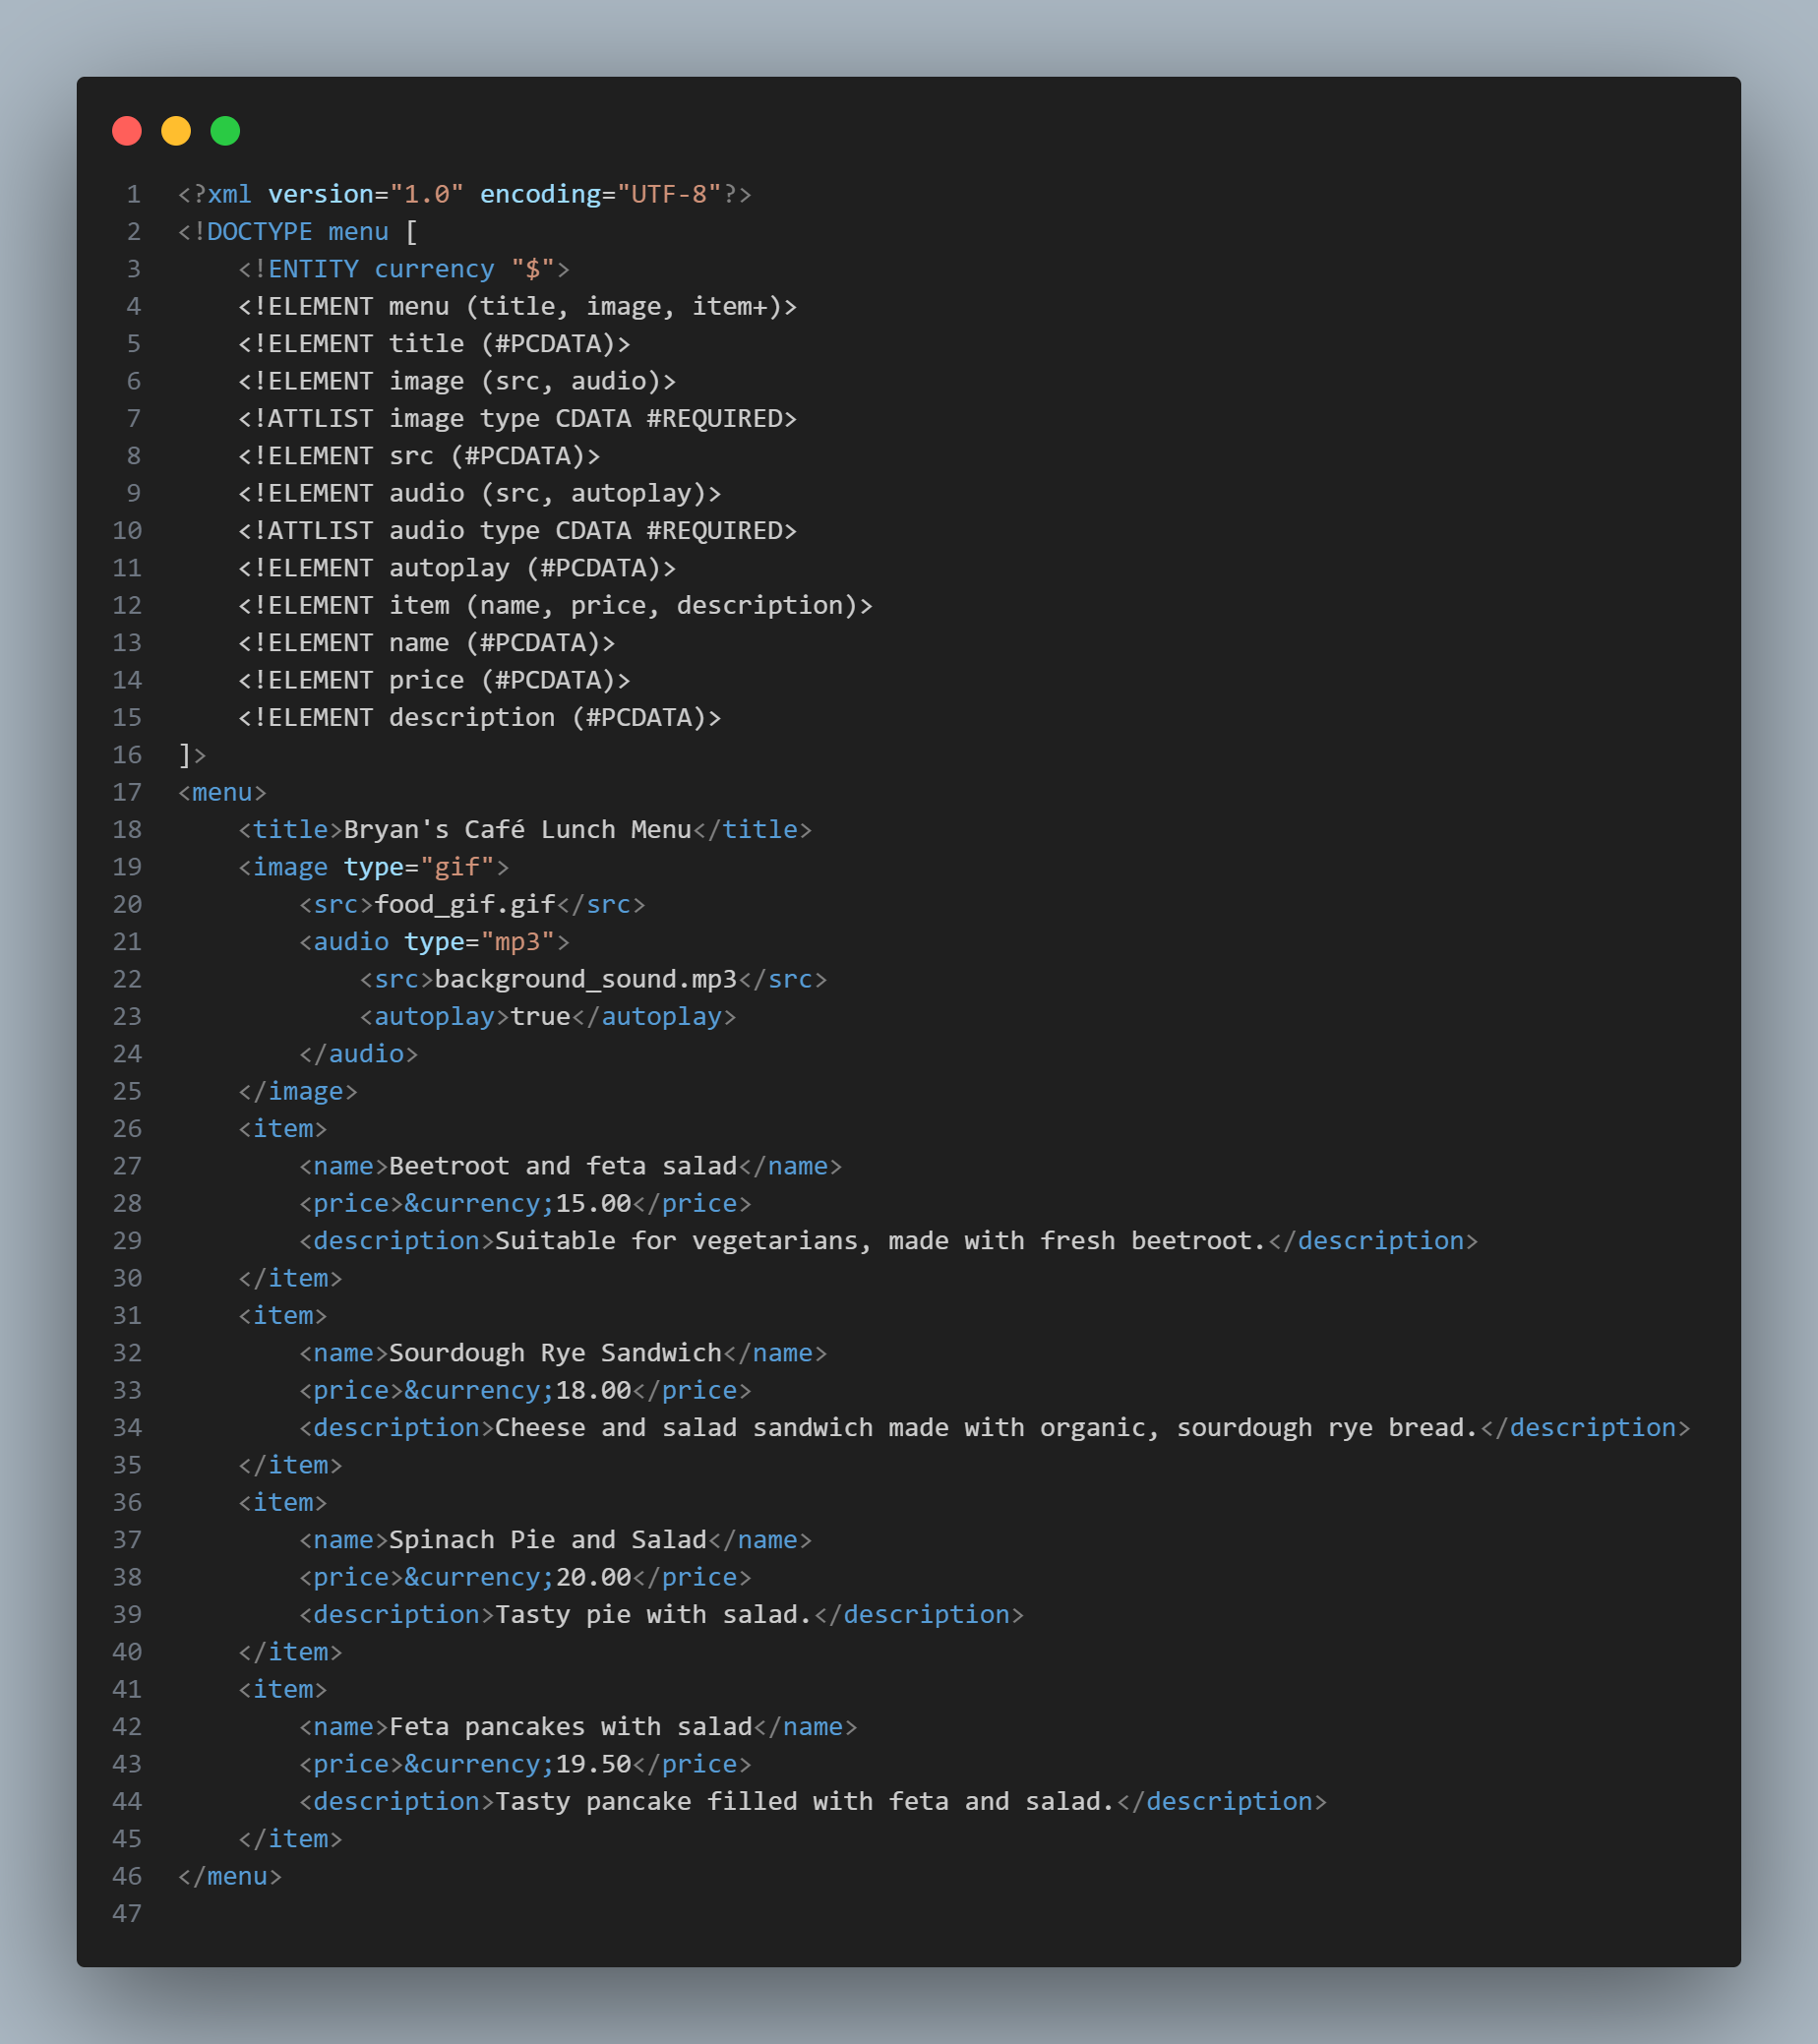 1 <?xml version="1.0" encoding="UTF-8"?>
2 <!DOCTYPE menu [
3     <!ENTITY currency "$">
4     <!ELEMENT menu (title, image, item+)>
5     <!ELEMENT title (#PCDATA)>
6     <!ELEMENT image (src, audio)>
7     <!ATTLIST image type CDATA #REQUIRED>
8     <!ELEMENT src (#PCDATA)>
9     <!ELEMENT audio (src, autoplay)>
10     <!ATTLIST audio type CDATA #REQUIRED>
11     <!ELEMENT autoplay (#PCDATA)>
12     <!ELEMENT item (name, price, description)>
13     <!ELEMENT name (#PCDATA)>
14     <!ELEMENT price (#PCDATA)>
15     <!ELEMENT description (#PCDATA)>
16 ]>
17 <menu>
18     <title>Bryan's Café Lunch Menu</title>
19     <image type="gif">
20         <src>food_gif.gif</src>
21         <audio type="mp3">
22             <src>background_sound.mp3</src>
23             <autoplay>true</autoplay>
24         </audio>
25     </image>
26     <item>
27         <name>Beetroot and feta salad</name>
28         <price>&currency;15.00</price>
29         <description>Suitable for vegetarians, made with fresh beetroot.</description>
30     </item>
31     <item>
32         <name>Sourdough Rye Sandwich</name>
33         <price>&currency;18.00</price>
34         <description>Cheese and salad sandwich made with organic, sourdough rye bread.</description>
35     </item>
36     <item>
37         <name>Spinach Pie and Salad</name>
38         <price>&currency;20.00</price>
39         <description>Tasty pie with salad.</description>
40     </item>
41     <item>
42         <name>Feta pancakes with salad</name>
43         <price>&currency;19.50</price>
44         <description>Tasty pancake filled with feta and salad.</description>
45     </item>
46 </menu>
47